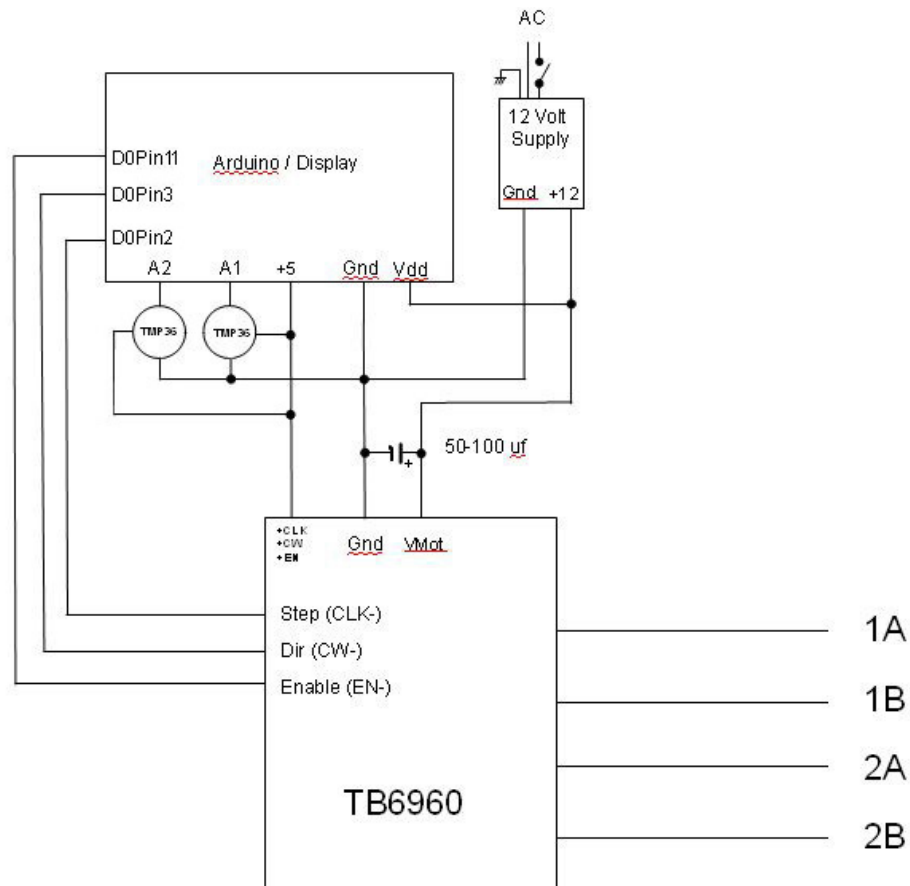 AC
12 Volt
Supply
Gnd +12
Arduino / Display
D0Pin11
D0Pin3
D0Pin2
A2 A1 +5 Gnd Vdd
TMP36 TMP36
50-100 uf
+
+CLK
+CW
+EN
Gnd VMot
Step (CLK-)
Dir (CW-)
Enable (EN-)
TB6960
1A
1B
2A
2B